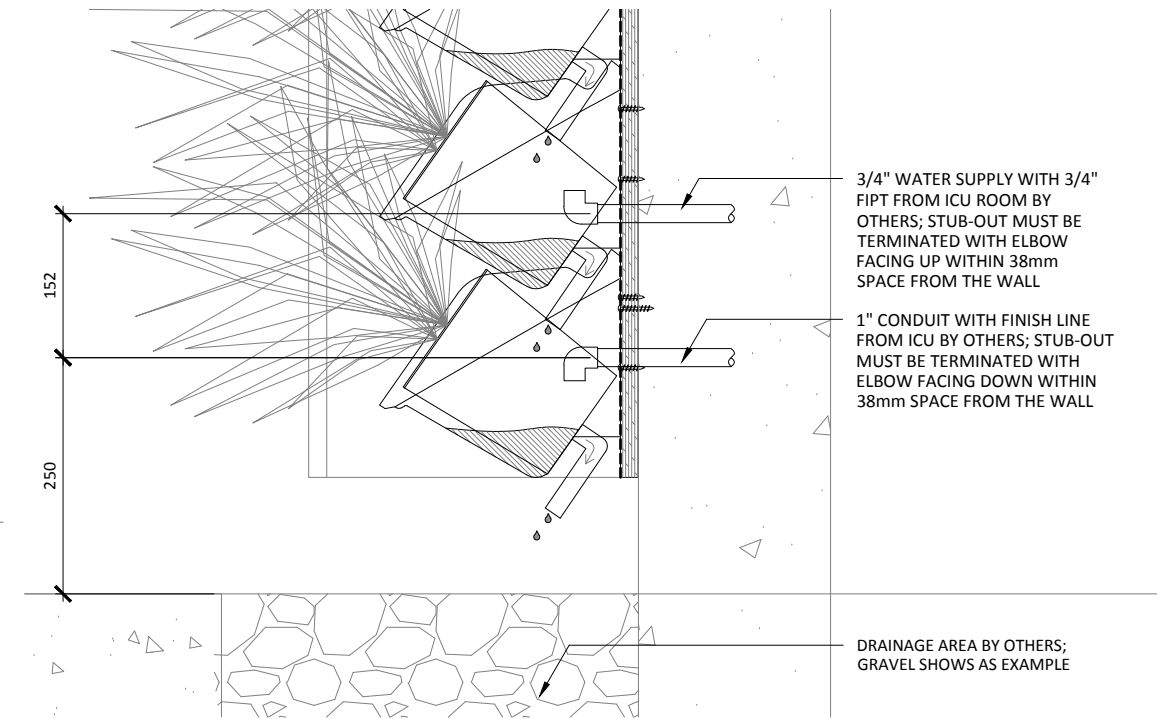 3/4" WATER SUPPLY WITH 3/4"
FIPT FROM ICU ROOM BY
OTHERS; STUB-OUT MUST BE
TERMINATED WITH ELBOW
FACING UP WITHIN 38mm
SPACE FROM THE WALL
152
1" CONDUIT WITH FINISH LINE
FROM ICU BY OTHERS; STUB-OUT
MUST BE TERMINATED WITH
ELBOW FACING DOWN WITHIN
38mm SPACE FROM THE WALL
250
DRAINAGE AREA BY OTHERS;
GRAVEL SHOWS AS EXAMPLE